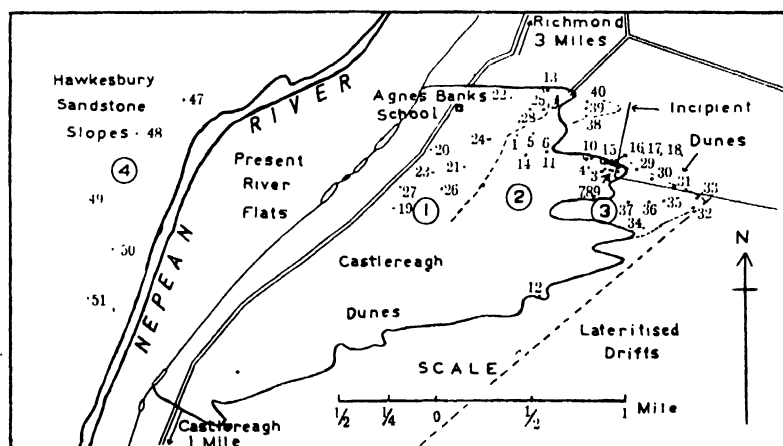 Richmond
3 Miles
Hawkesbury
Sandstone
Slopes
47
48
4
49
50
51
NEPEAN
RIVER
Present
River
Flats
Agnes Banks
School
22
13
25
28
40
39
38
Incipient
Dunes
24
1
5
6
14
11
20
21
23
26
27
19
1
2
3
10
15
16, 17, 18,
29
30
31
33
32
4
3
789
37
36
35
34
12
Castlereagh
Dunes
Lateritised
Drifts
N
SCALE
1/2
1/4
0
1/2
1
Mile
Castlereagh
1 Mile